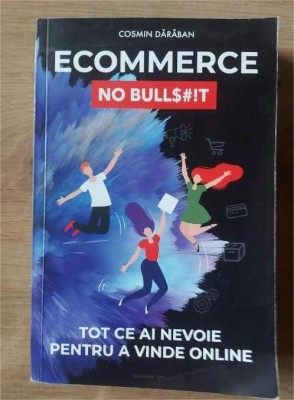 COSMIN DĂRĂBAN
ECOMMERCE
NO BULL$#!T
TOT CE AI NEVOIE
PENTRU A VINDE ONLINE